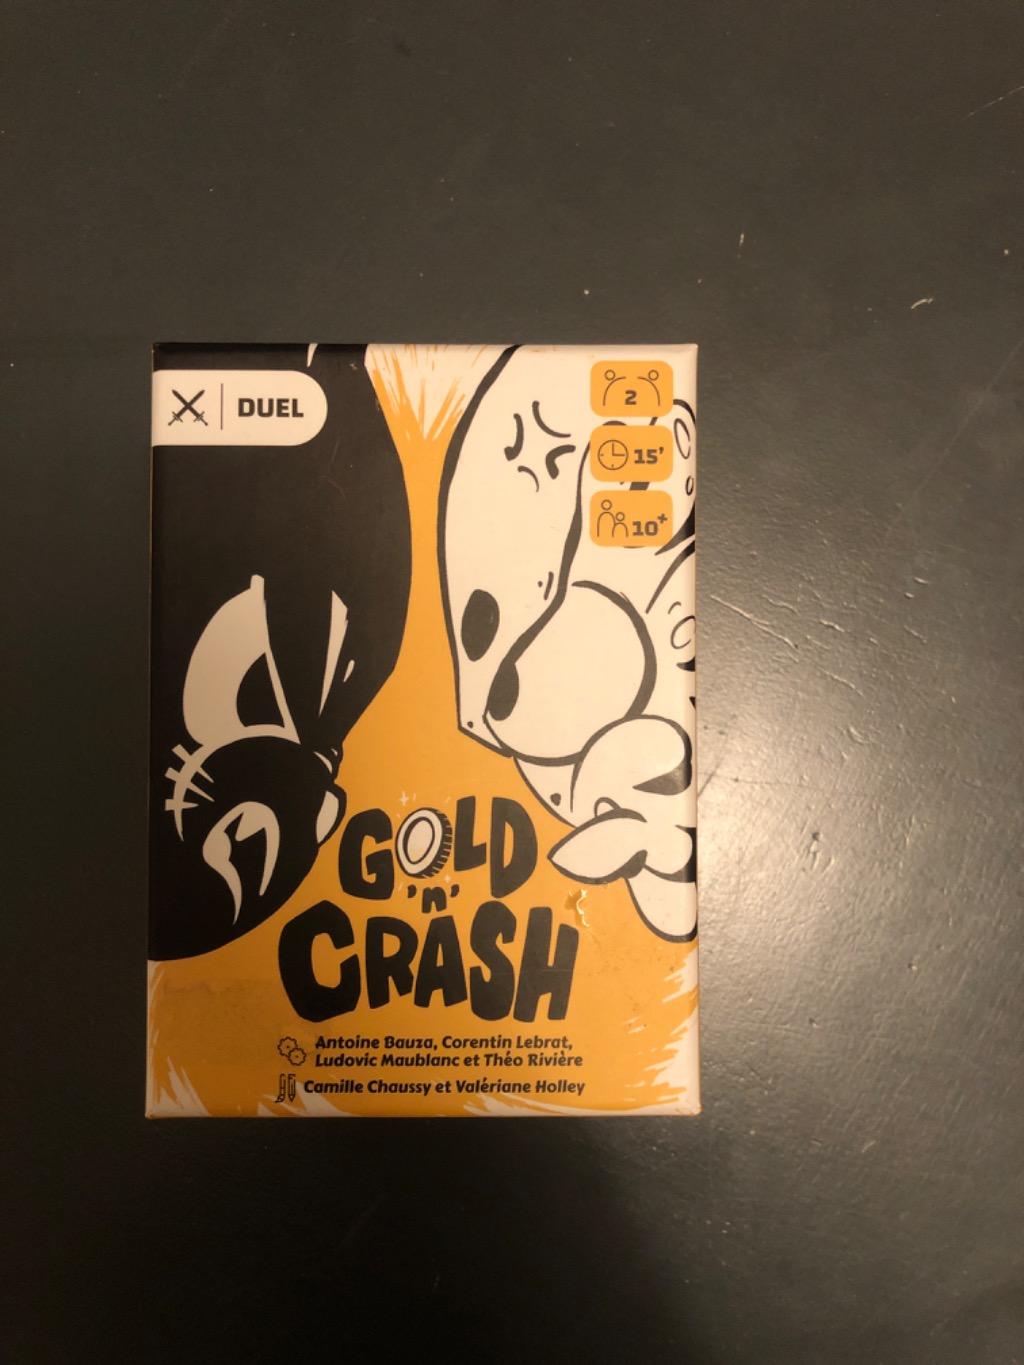 DUEL
2
15'
10+
GOLD
'n'
CRASH
Antoine Bauza, Corentin Lebrat,
Ludovic Maublanc et Théo Rivière
Camille Chaussy et Valériane Holley